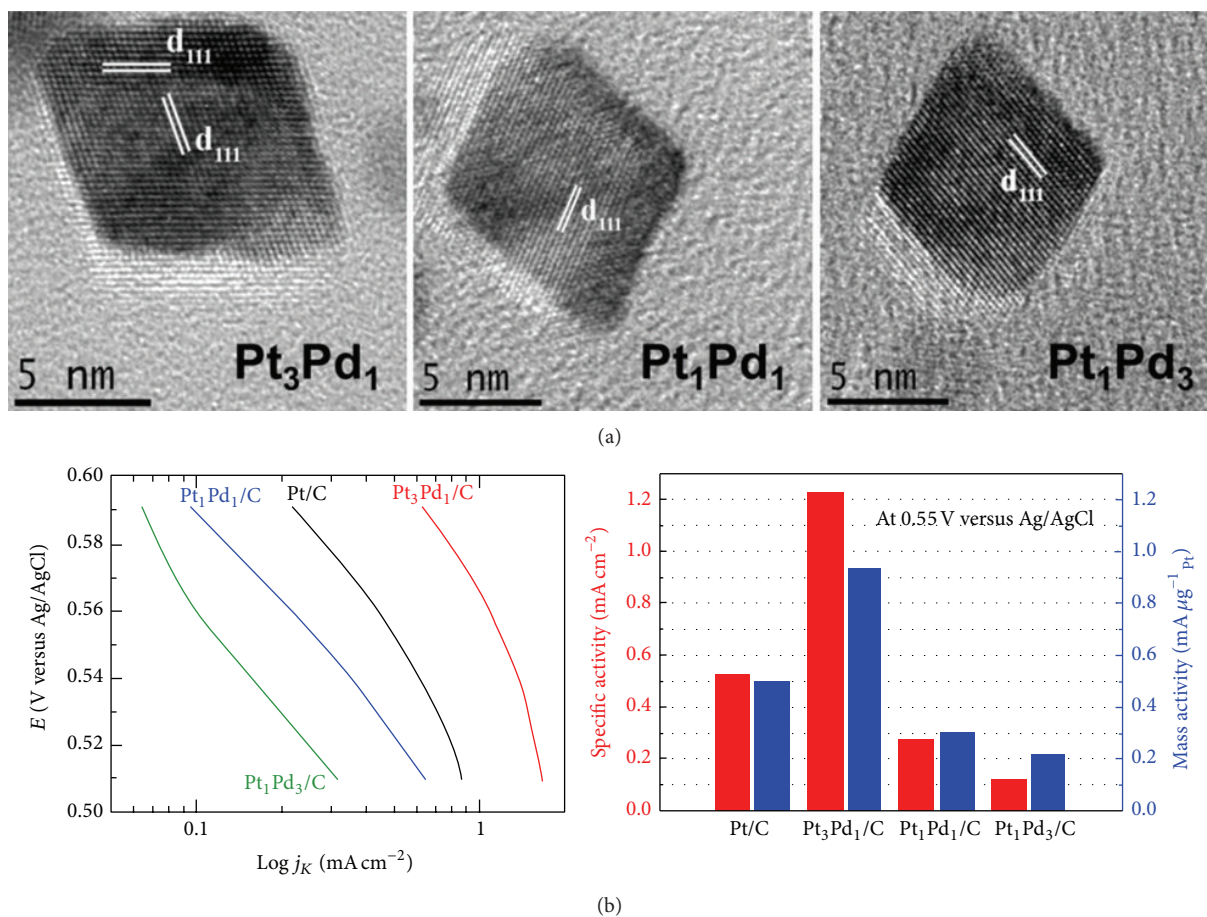 d₁₁₁
d₁₁₁
5 nm
Pt₃Pd₁
d₁₁₁
5 nm
Pt₁Pd₁
d₁₁₁
5 nm
Pt₁Pd₃
(a)
0.60
0.58
0.56
0.54
0.52
0.50
E (V versus Ag/AgCl)
Pt₁Pd₁/C
Pt/C
Pt₃Pd₁/C
Pt₁Pd₃/C
0.1
1
Log j_K (mA cm⁻²)
1.2
1.0
0.8
0.6
0.4
0.2
0.0
Specific activity (mA cm⁻²)
At 0.55 V versus Ag/AgCl
1.2
1.0
0.8
0.6
0.4
0.2
0.0
Mass activity (mA μg⁻¹ Pt)
Pt/C
Pt₃Pd₁/C
Pt₁Pd₁/C
Pt₁Pd₃/C
(b)